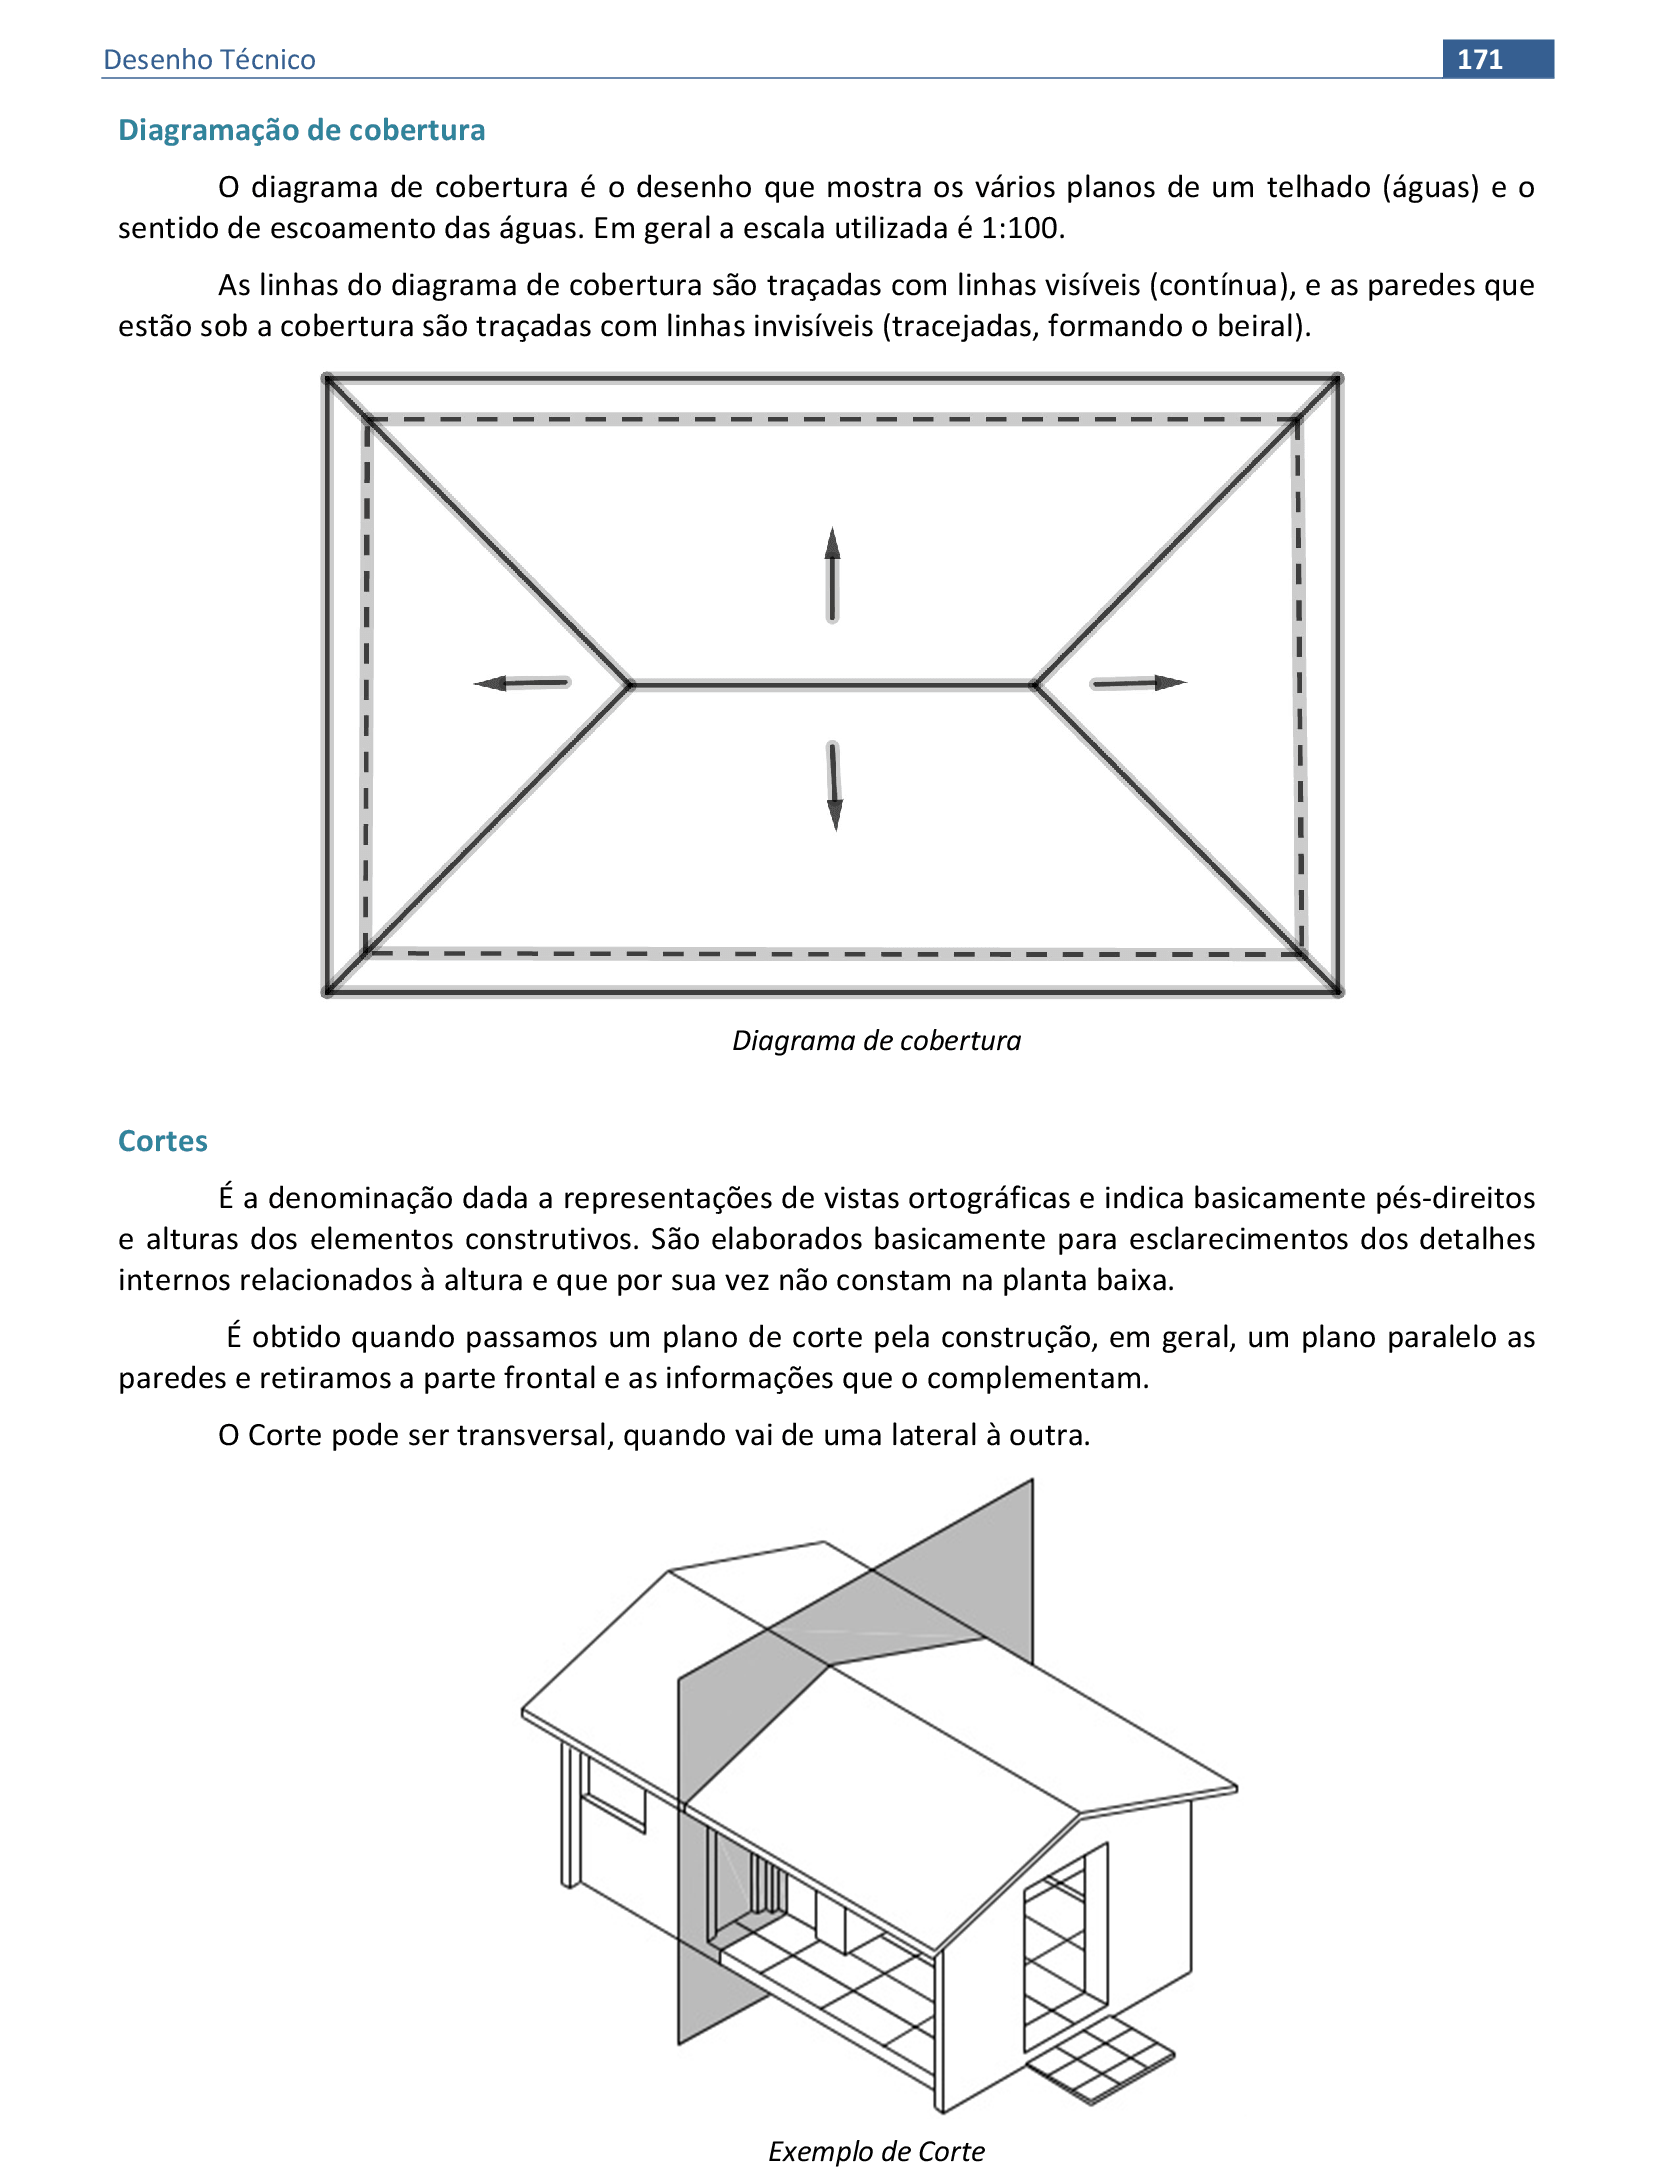 Desenho Técnico
171
Diagramação de cobertura
O diagrama de cobertura é o desenho que mostra os vários planos de um telhado (águas) e o
sentido de escoamento das águas. Em geral a escala utilizada é 1:100.
As linhas do diagrama de cobertura são traçadas com linhas visíveis (contínua), e as paredes que
estão sob a cobertura são traçadas com linhas invisíveis (tracejadas, formando o beiral).
Diagrama de cobertura
Cortes
É a denominação dada a representações de vistas ortográficas e indica basicamente pés-direitos
e alturas dos elementos construtivos. São elaborados basicamente para esclarecimentos dos detalhes
internos relacionados à altura e que por sua vez não constam na planta baixa.
É obtido quando passamos um plano de corte pela construção, em geral, um plano paralelo as
paredes e retiramos a parte frontal e as informações que o complementam.
O Corte pode ser transversal, quando vai de uma lateral à outra.
Exemplo de Corte